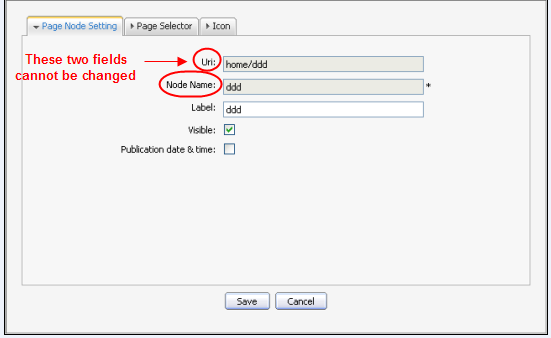 Page Node Setting Page Selector Icon
These two fields
cannot be changed
Uri: home/ddd
Node Name: ddd *
Label: ddd
Visible:
Publication date & time:
Save Cancel